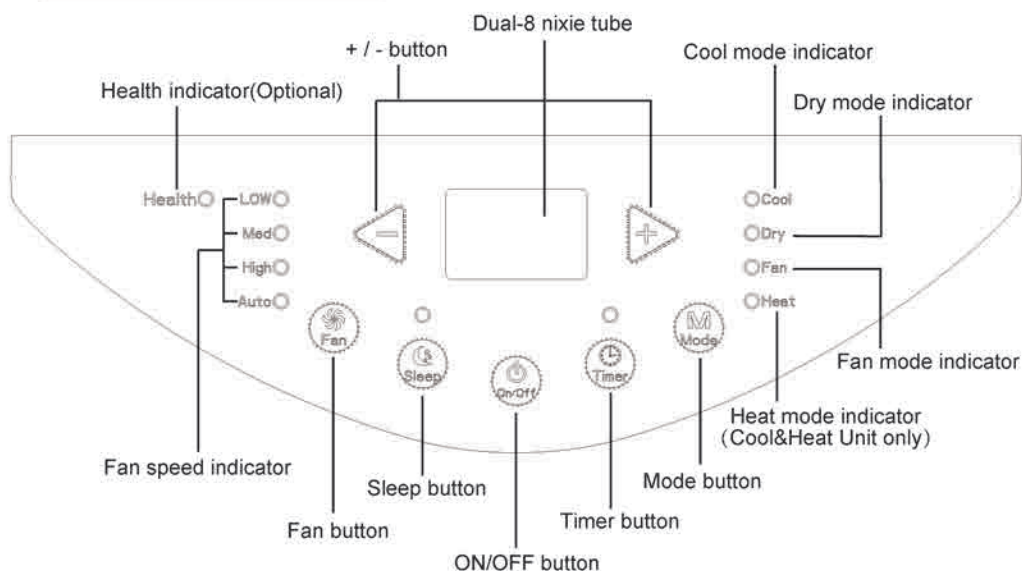 Dual-8 nixie tube
+ / - button
Cool mode indicator
Health indicator(Optional)
Dry mode indicator
Health
LOW
Med
High
Auto
−
+
Cool
Dry
Fan
Heat
Fan
Sleep
On/Off
Timer
M
Mode
Fan mode indicator
Heat mode indicator
(Cool&Heat Unit only)
Fan speed indicator
Sleep button
Mode button
Fan button
Timer button
ON/OFF button